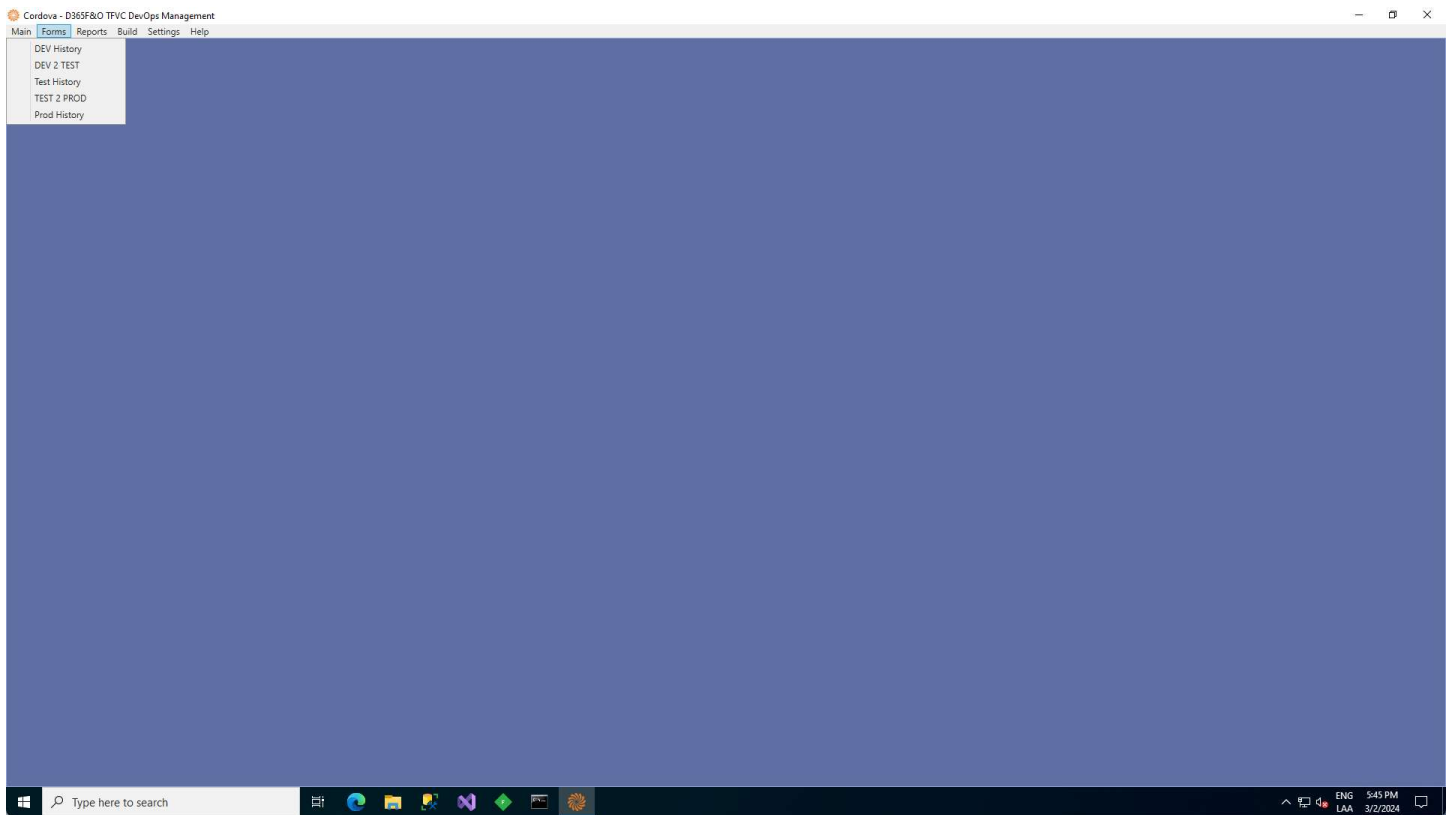 Cordova - D365F&O TFVC DevOps Management
Main Forms Reports Build Settings Help
DEV History
DEV 2 TEST
Test History
TEST 2 PROD
Prod History
Type here to search
ENG 5:45 PM
LAA 3/2/2024